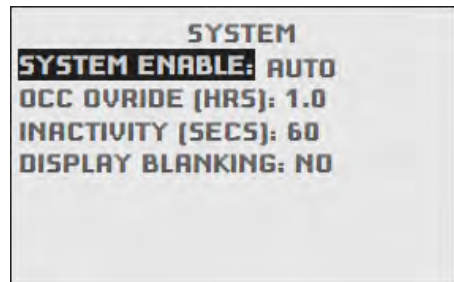 SYSTEM
SYSTEM ENABLE: AUTO
OCC OVRIDE (HRS): 1.0
INACTIVITY (SECS): 60
DISPLAY BLANKING: NO